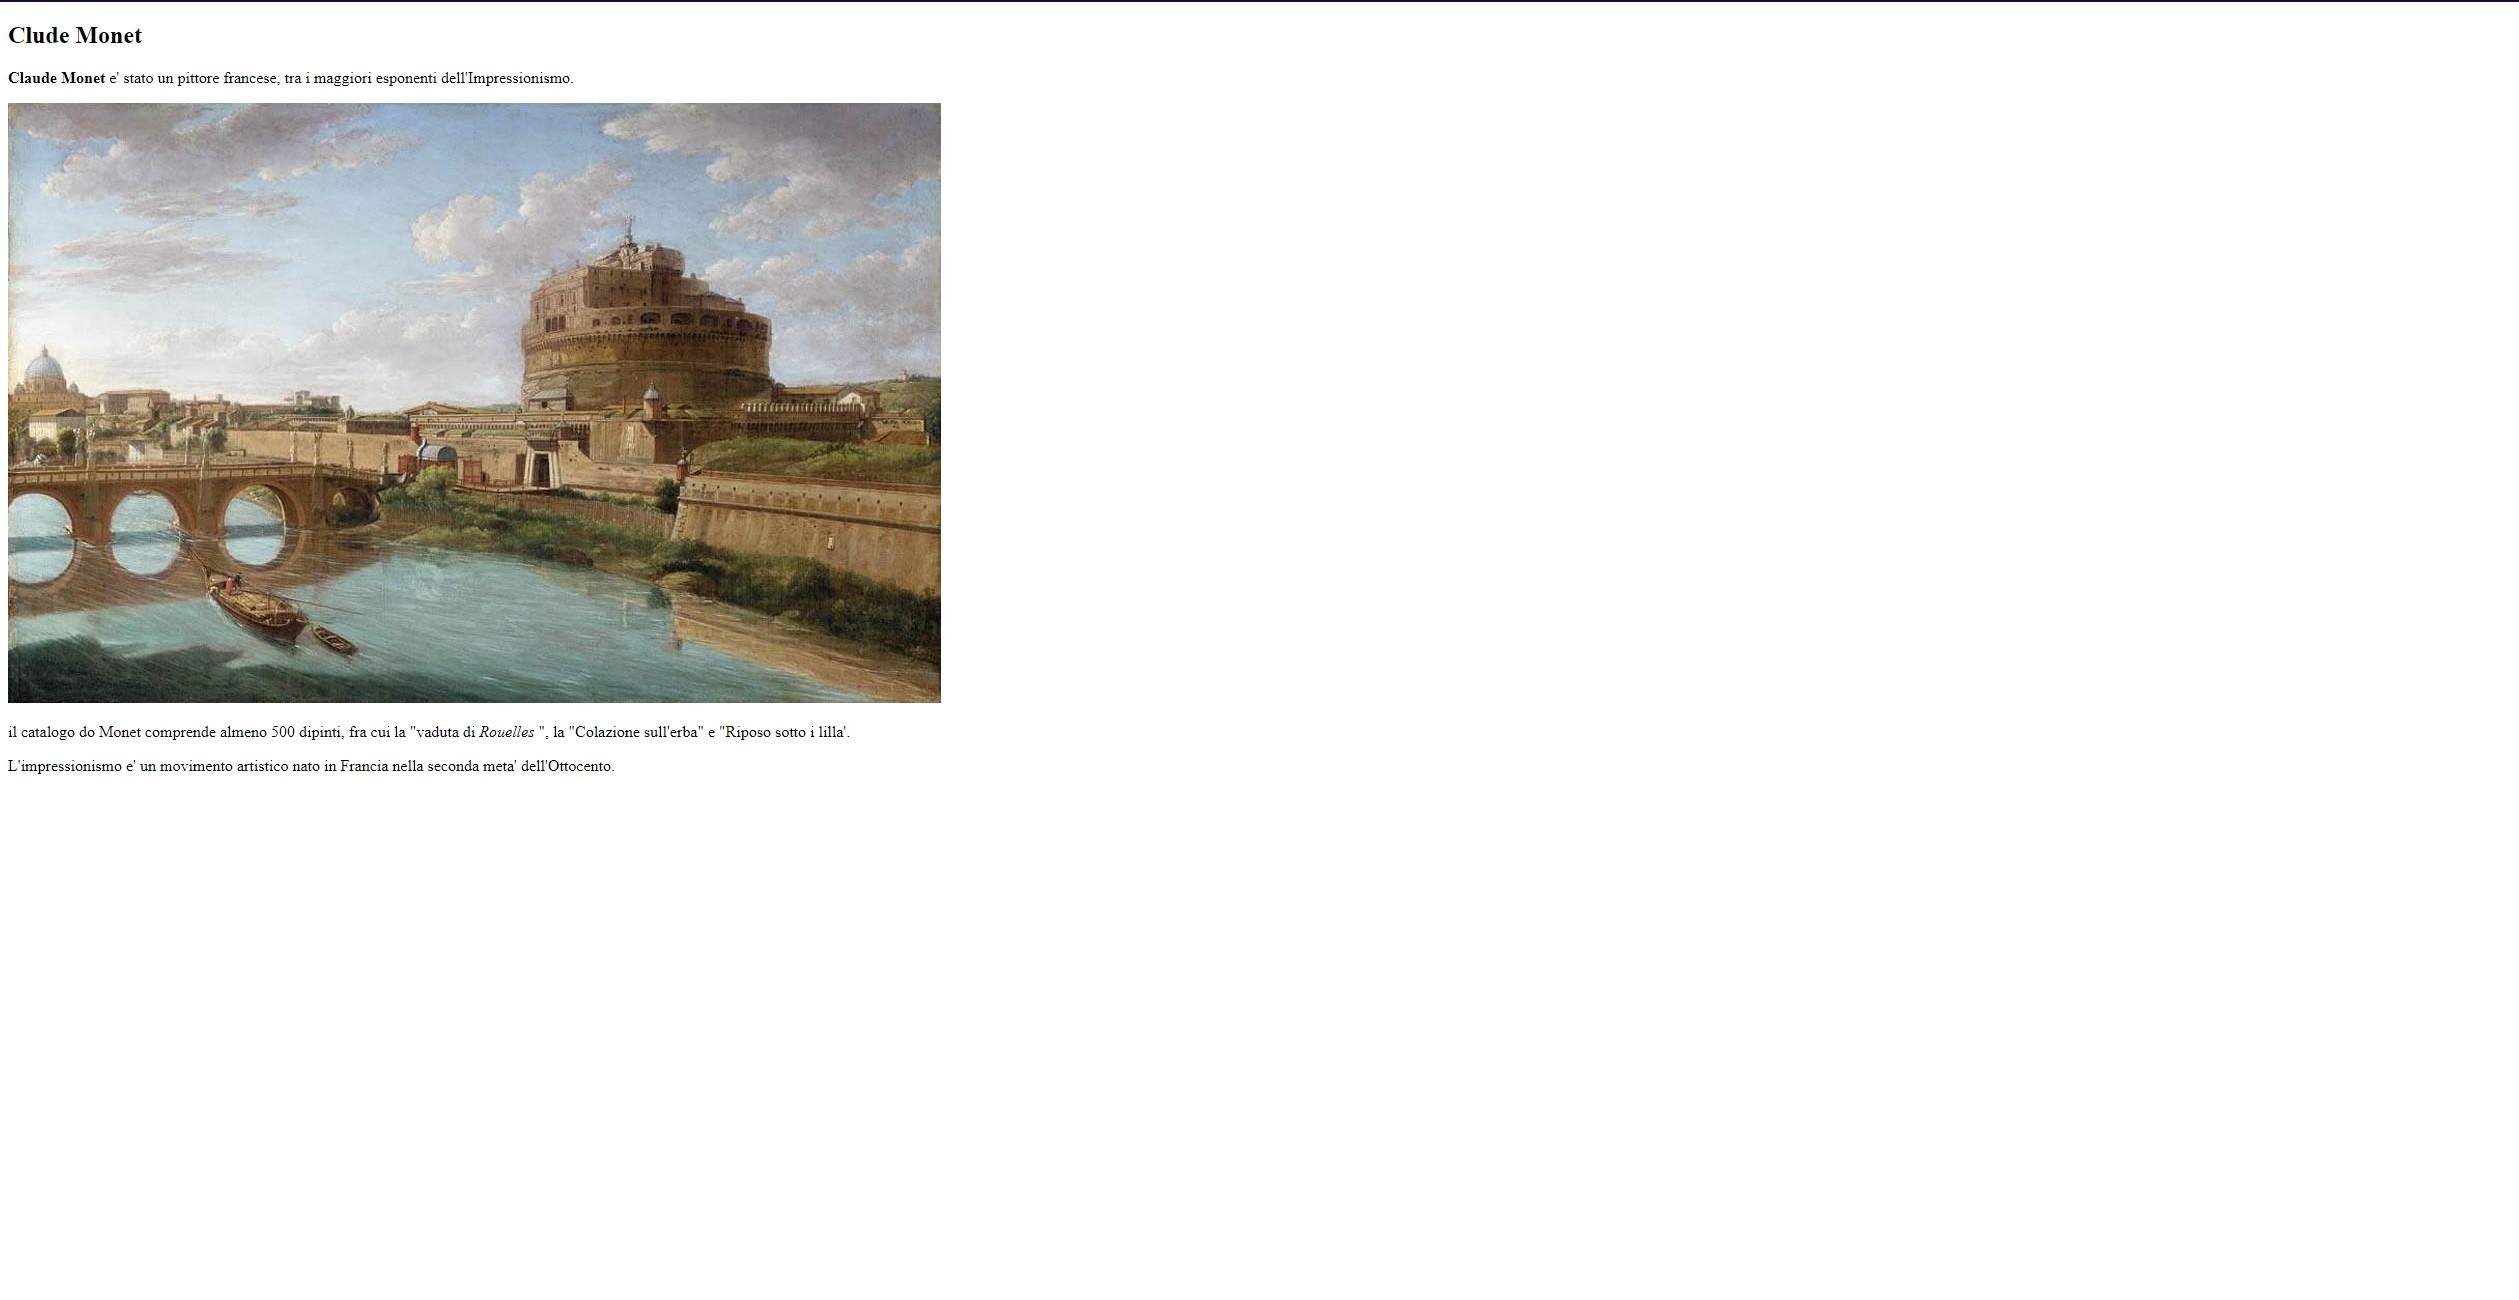 Clude Monet
Claude Monet e' stato un pittore francese, tra i maggiori esponenti dell'Impressionismo.
il catalogo do Monet comprende almeno 500 dipinti, fra cui la "vaduta di Rouelles ", la "Colazione sull'erba" e "Riposo sotto i lilla'.
L'impressionismo e' un movimento artistico nato in Francia nella seconda meta' dell'Ottocento.